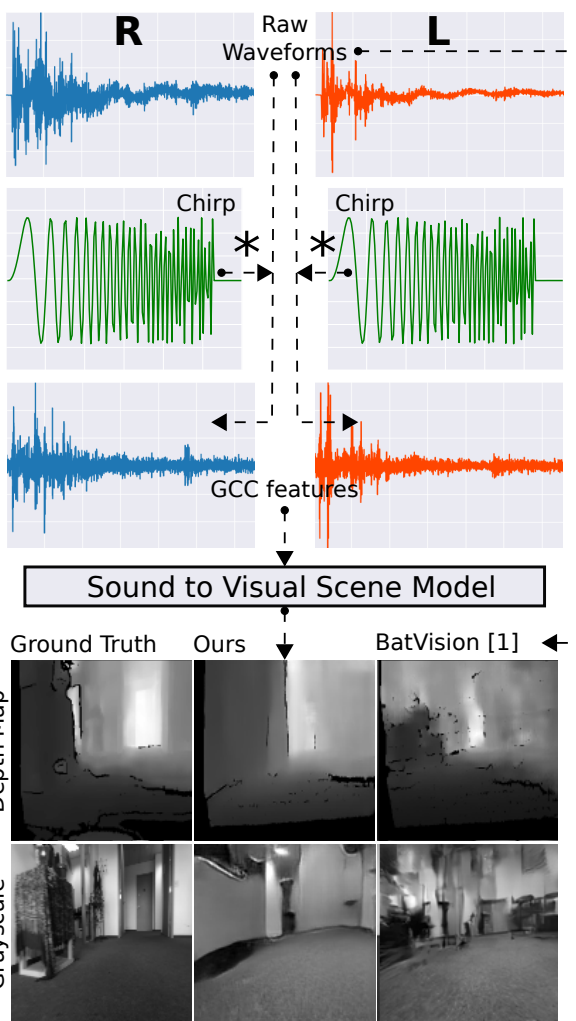 R
Raw
Waveforms
L
Chirp
*
*
Chirp
GCC features
Sound to Visual Scene Model
Ground Truth
Ours
BatVision [1]
Depth Map
Grayscale